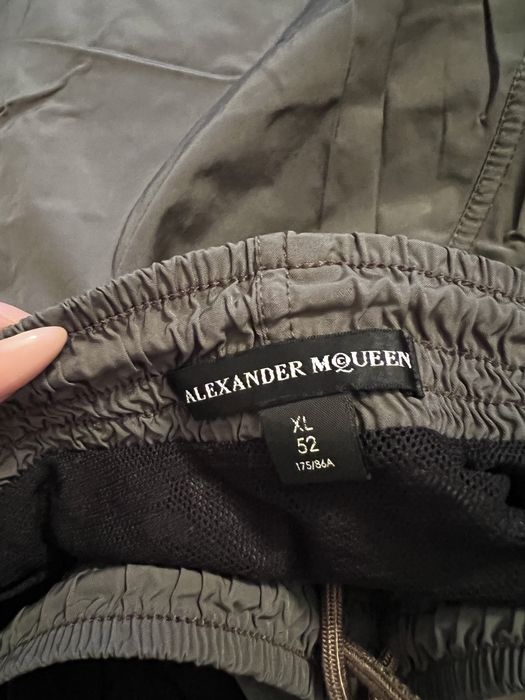 ALEXANDER MCQUEEN
XL
52
175/86A